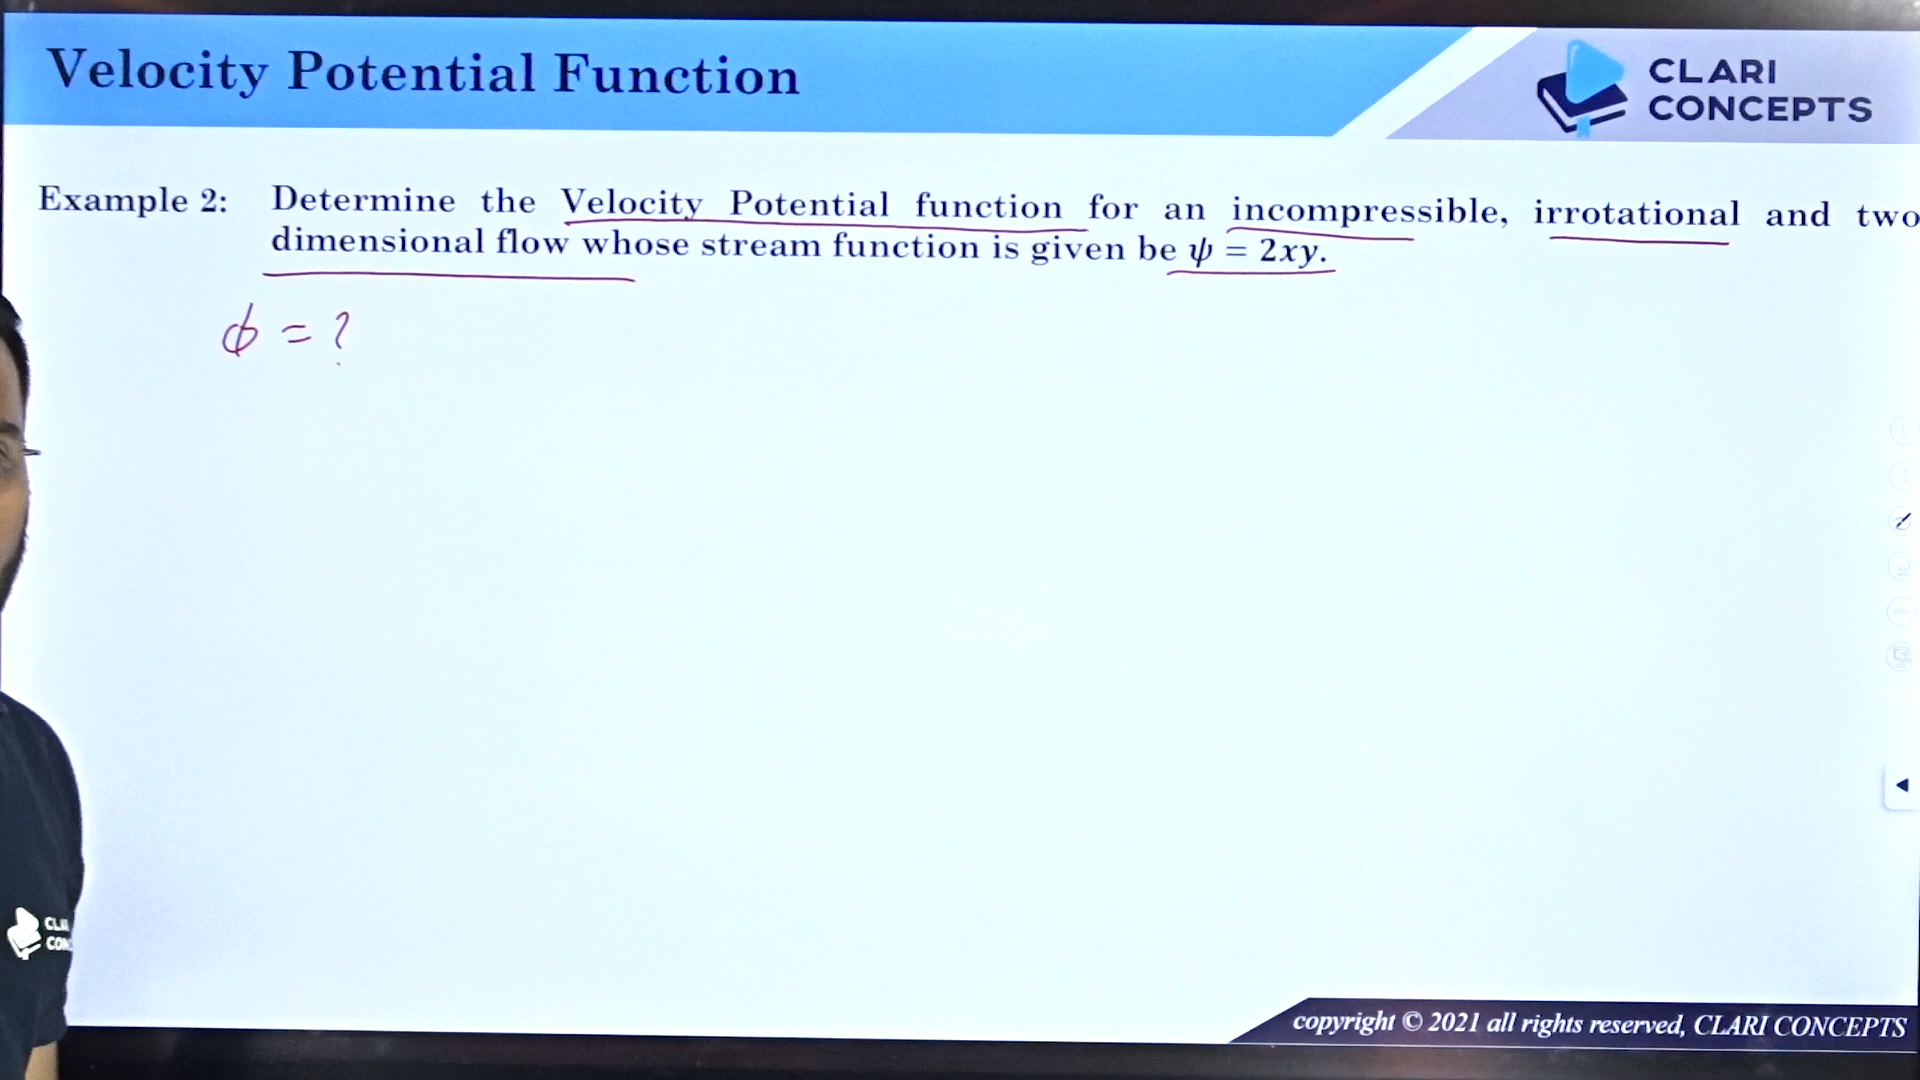 Velocity Potential Function
CLARI
CONCEPTS
Example 2: Determine the Velocity Potential function for an incompressible, irrotational and two
dimensional flow whose stream function is given be ψ = 2xy.
ϕ = ?
copyright © 2021 all rights reserved, CLARI CONCEPTS